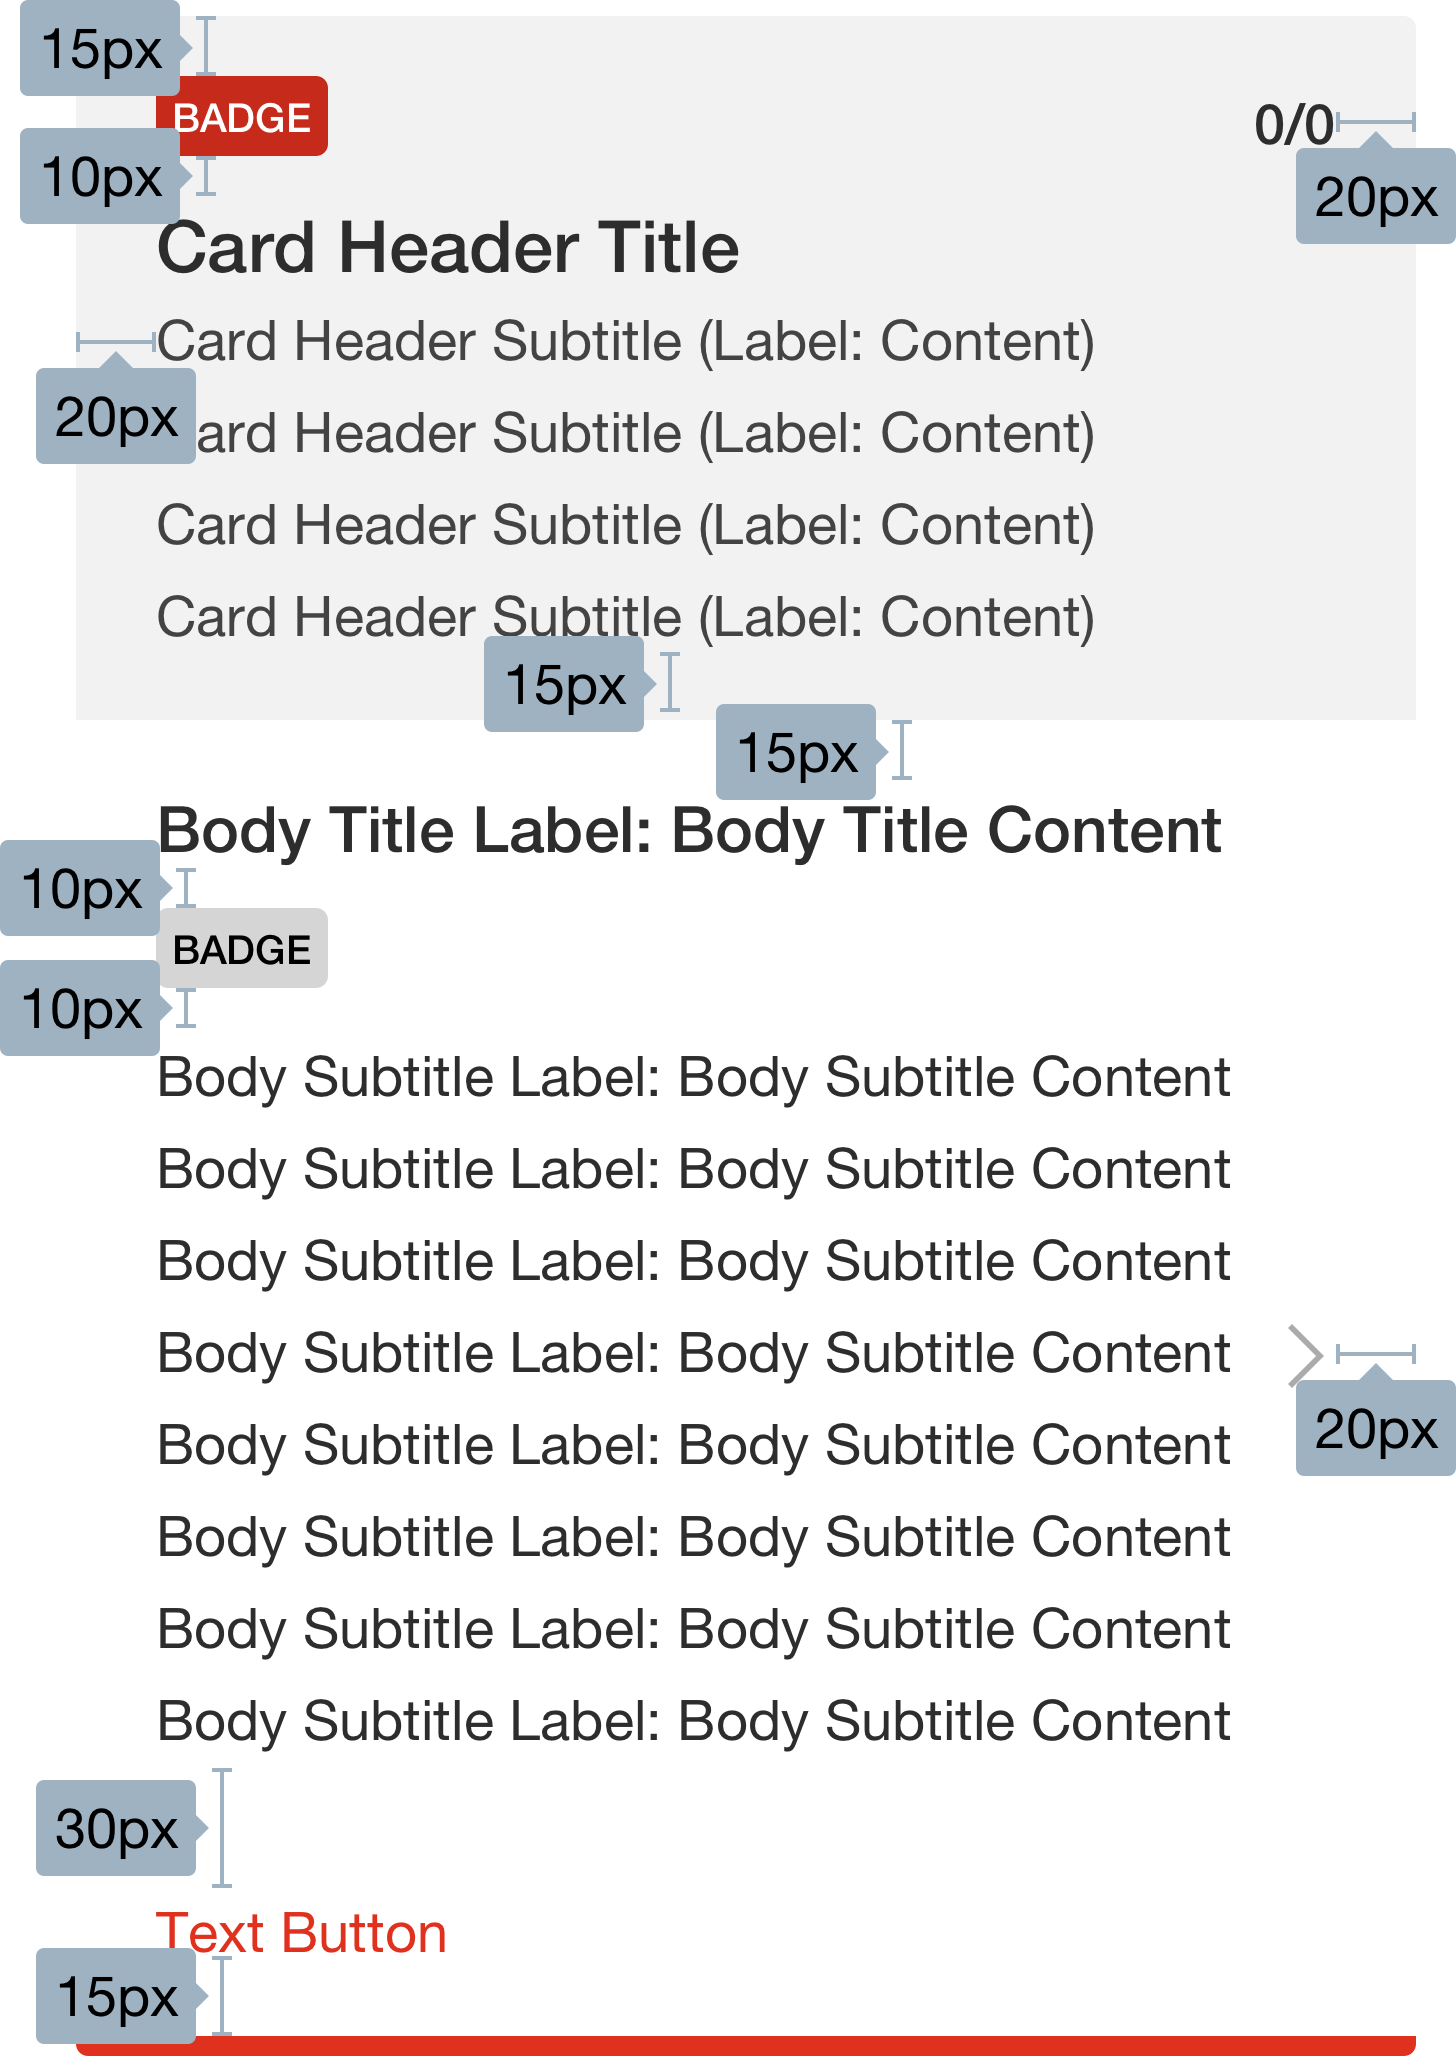 15px
BADGE
0/0
10px
20px
Card Header Title
Card Header Subtitle (Label: Content)
20px
ard Header Subtitle (Label: Content)
Card Header Subtitle (Label: Content)
Card Header Subtitle (Label: Content)
15px
15px
Body Title Label: Body Title Content
10px
BADGE
10px
Body Subtitle Label: Body Subtitle Content
Body Subtitle Label: Body Subtitle Content
Body Subtitle Label: Body Subtitle Content
Body Subtitle Label: Body Subtitle Content
20px
Body Subtitle Label: Body Subtitle Content
Body Subtitle Label: Body Subtitle Content
Body Subtitle Label: Body Subtitle Content
Body Subtitle Label: Body Subtitle Content
30px
Text Button
15px